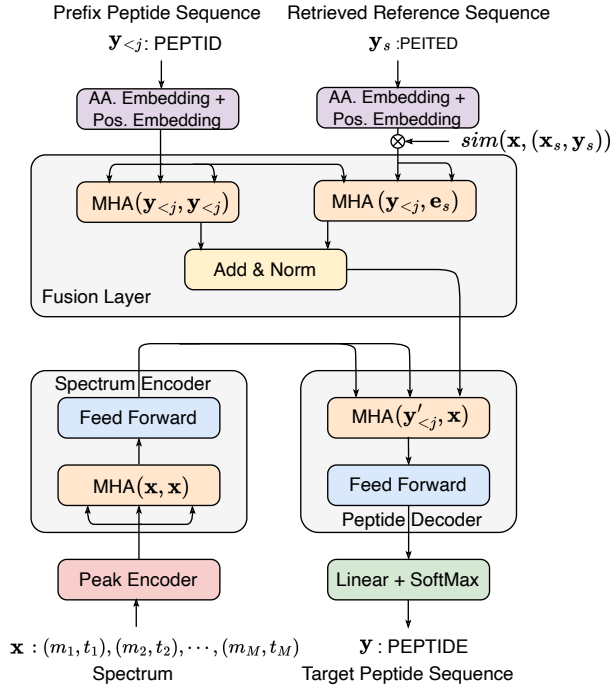 Prefix Peptide Sequence
Retrieved Reference Sequence
y<j : PEPTID
yₛ : PEITED
AA. Embedding +
Pos. Embedding
AA. Embedding +
Pos. Embedding
⊗
sim(x, (xₛ, yₛ))
MHA(y<j, y<j)
MHA (y<j, eₛ)
Add & Norm
Fusion Layer
Spectrum Encoder
Feed Forward
MHA(x, x)
MHA(y′<j, x)
Feed Forward
Peptide Decoder
Peak Encoder
Linear + SoftMax
x : (m₁, t₁), (m₂, t₂), ⋯, (m_M, t_M)
Spectrum
y : PEPTIDE
Target Peptide Sequence